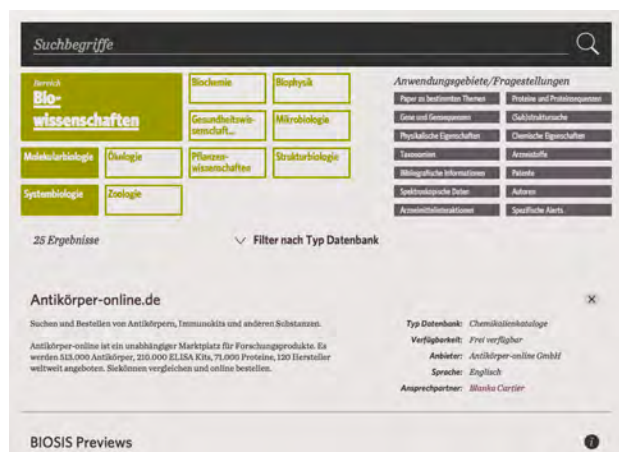 Suchbegriffe
Bereich
Bio-
wissenschaften
Biochemie
Biophysik
Gesundheitswis-
senschaft...
Mikrobiologie
Molekularbiologie
Ökologie
Pflanzen-
wissenschaften
Strukturbiologie
Systembiologie
Zoologie
Anwendungsgebiete/Fragestellungen
Paper zu bestimmten Themen
Proteine und Proteinsequenzen
Gene und Gensequenzen
(Sub)struktursuche
Physikalische Eigenschaften
Chemische Eigenschaften
Taxonomien
Arzneistoffe
Bibliografische Informationen
Patente
Spektroskopische Daten
Autoren
Arzneimittelinteraktionen
Spezifische Alerts
25 Ergebnisse
Filter nach Typ Datenbank
Antikörper-online.de
Suchen und Bestellen von Antikörpern, Immunokits und anderen Substanzen.
Antikörper-online ist ein unabhängiger Marktplatz für Forschungsprodukte. Es
werden 513.000 Antikörper, 210.000 ELISA Kits, 71.000 Proteine, 120 Hersteller
weltweit angeboten. Siekönnen vergleichen und online bestellen.
Typ Datenbank: Chemikalienkataloge
Verfügbarkeit: Frei verfügbar
Anbieter: Antikörper-online GmbH
Sprache: Englisch
Ansprechpartner: Blanka Cartier
BIOSIS Previews